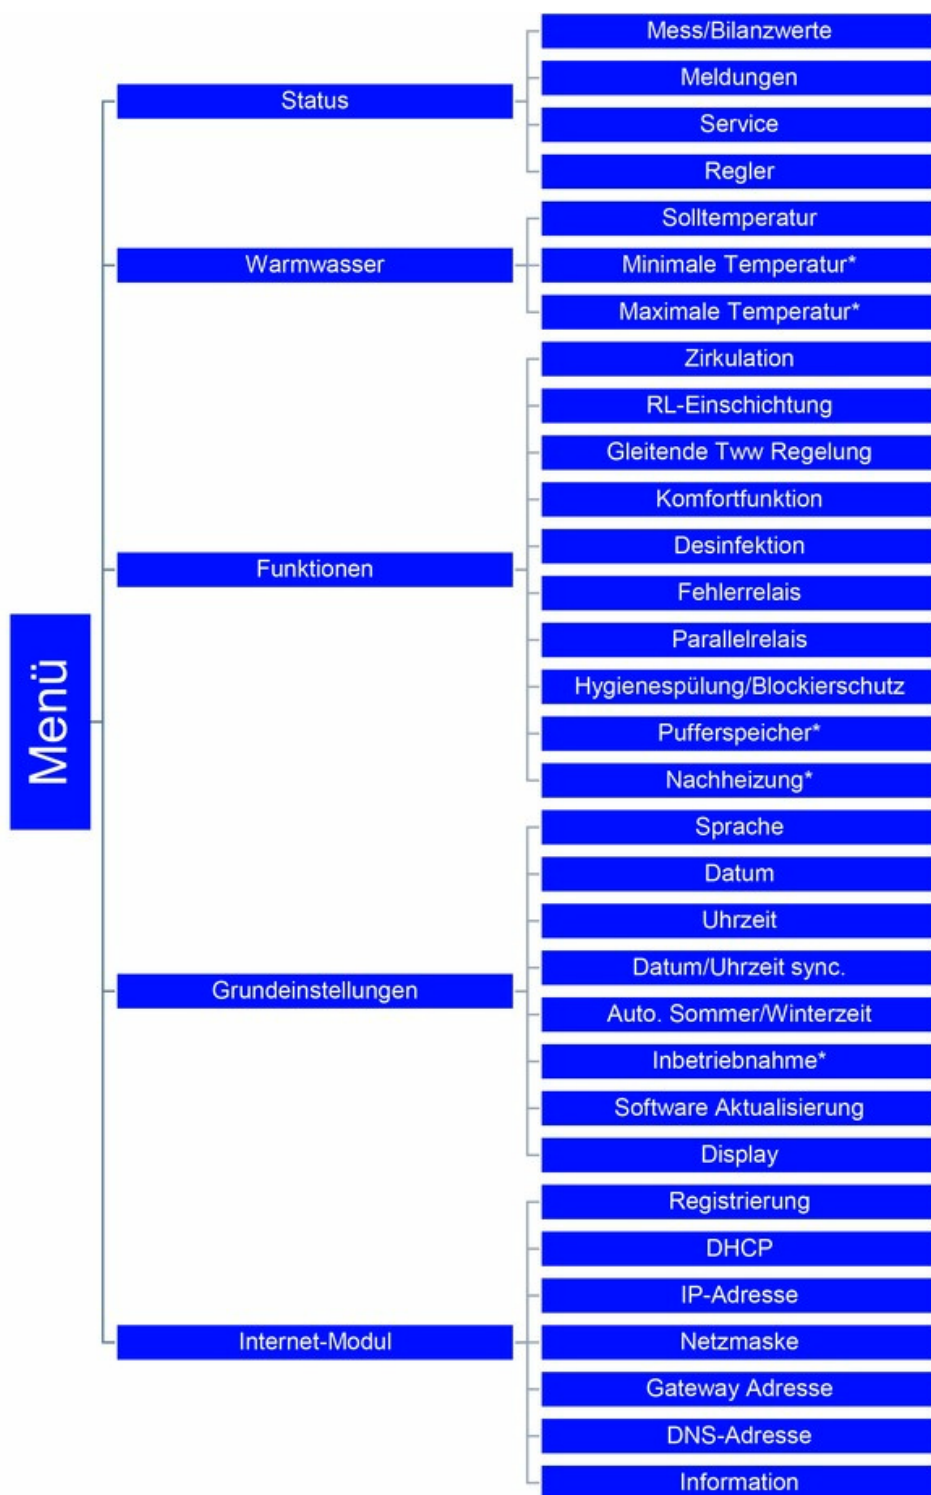 Menü
Status
Mess/Bilanzwerte
Meldungen
Service
Regler
Warmwasser
Solltemperatur
Minimale Temperatur*
Maximale Temperatur*
Funktionen
Zirkulation
RL-Einschichtung
Gleitende Tww Regelung
Komfortfunktion
Desinfektion
Fehlerrelais
Parallelrelais
Hygienespülung/Blockierschutz
Pufferspeicher*
Nachheizung*
Grundeinstellungen
Sprache
Datum
Uhrzeit
Datum/Uhrzeit sync.
Auto. Sommer/Winterzeit
Inbetriebnahme*
Software Aktualisierung
Display
Internet-Modul
Registrierung
DHCP
IP-Adresse
Netzmaske
Gateway Adresse
DNS-Adresse
Information